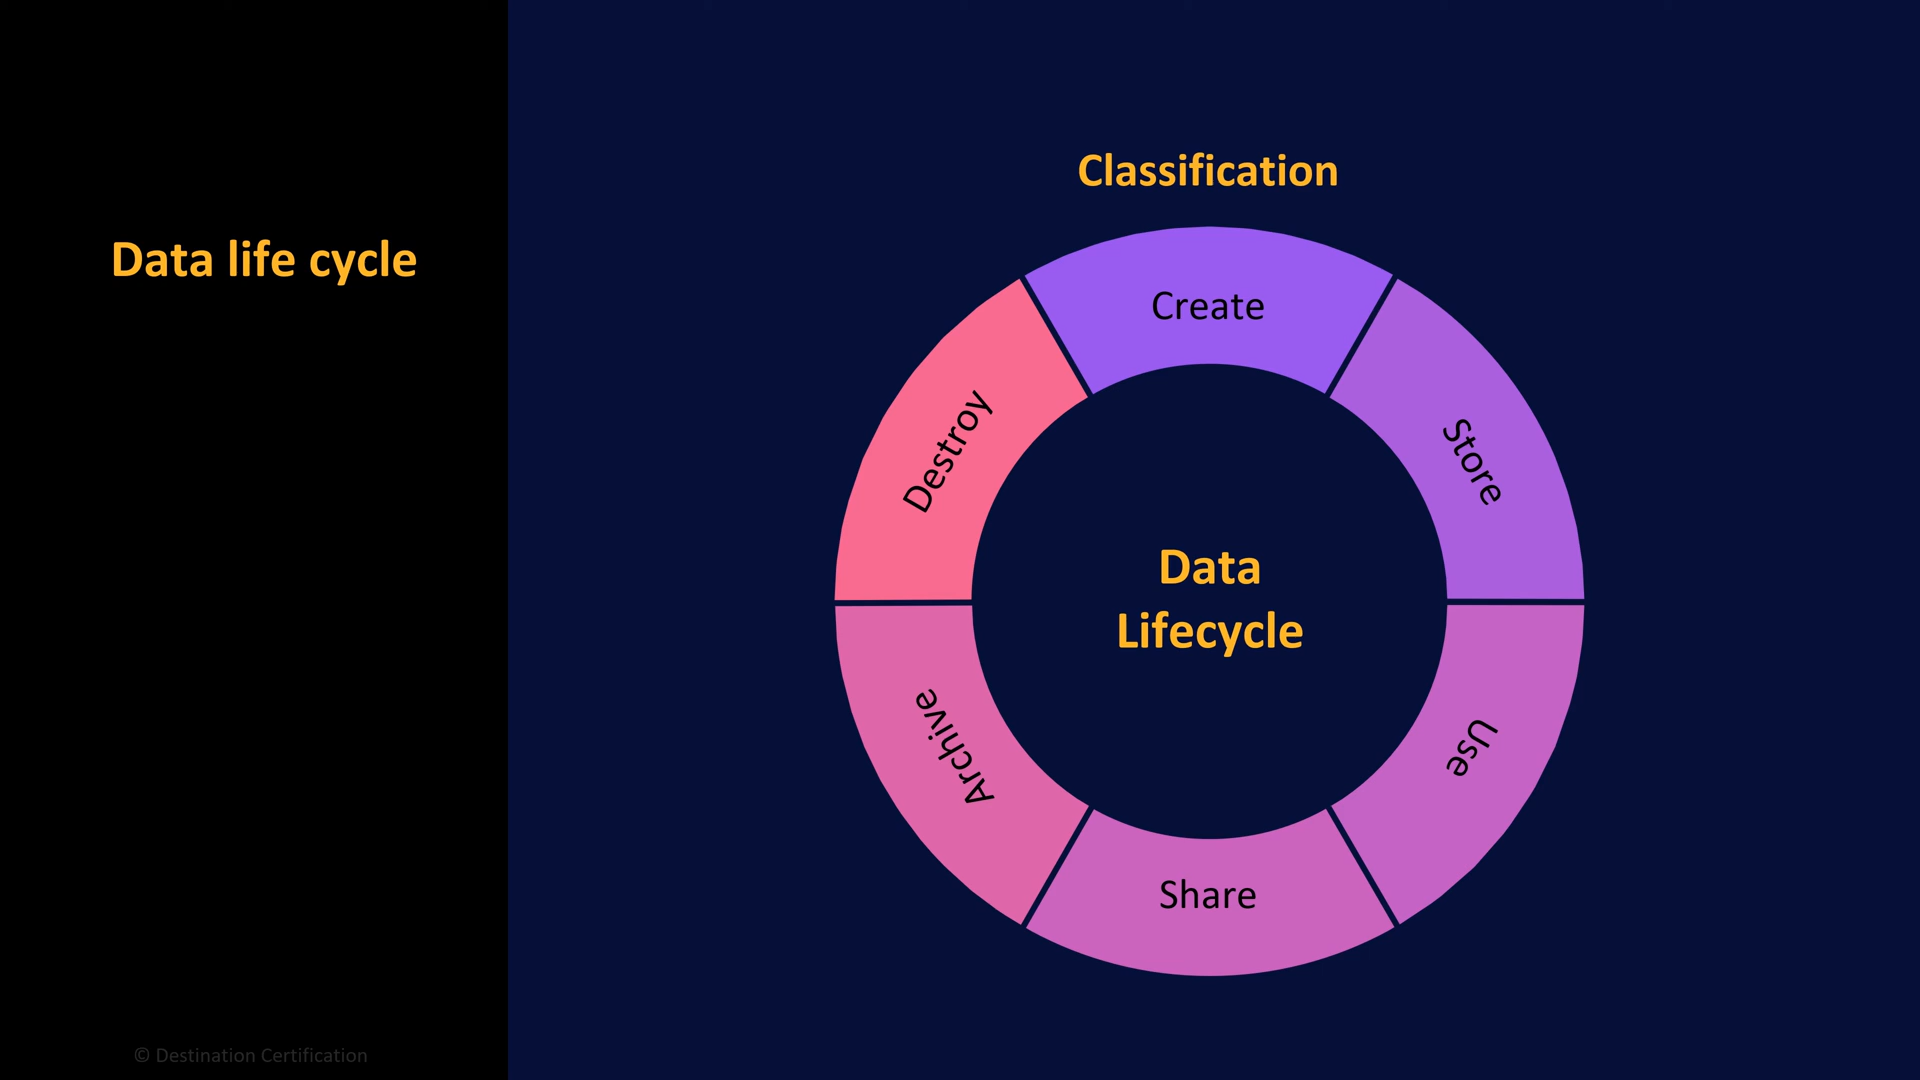 Data life cycle
Classification
Create
Store
Use
Share
Archive
Destroy
Data
Lifecycle
© Destination Certification